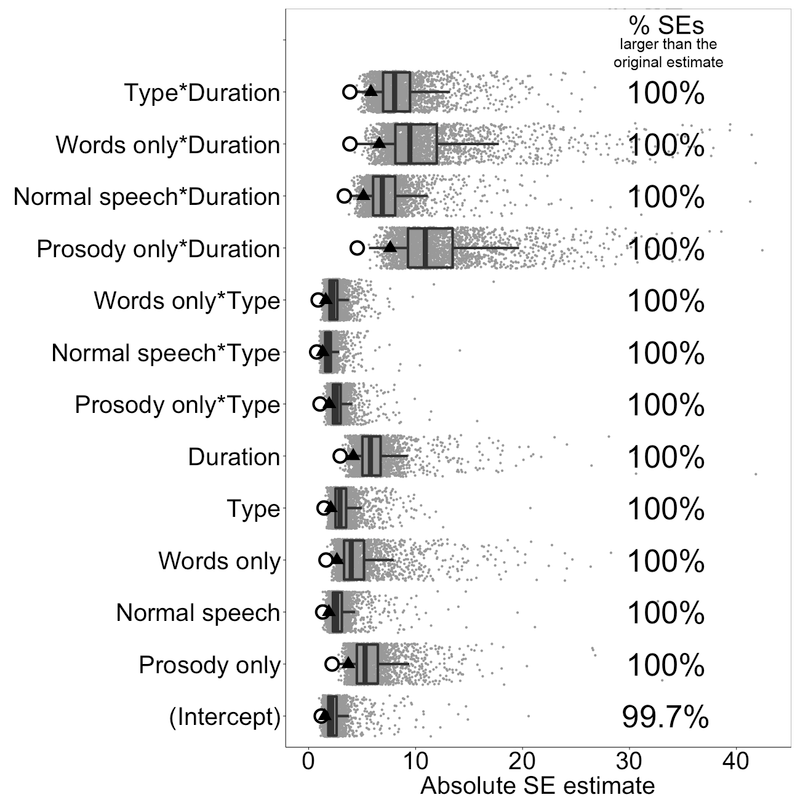 % SEs
larger than the
original estimate
Type*Duration 100%
Words only*Duration 100%
Normal speech*Duration 100%
Prosody only*Duration 100%
Words only*Type 100%
Normal speech*Type 100%
Prosody only*Type 100%
Duration 100%
Type 100%
Words only 100%
Normal speech 100%
Prosody only 100%
(Intercept) 99.7%
0 10 20 30 40
Absolute SE estimate